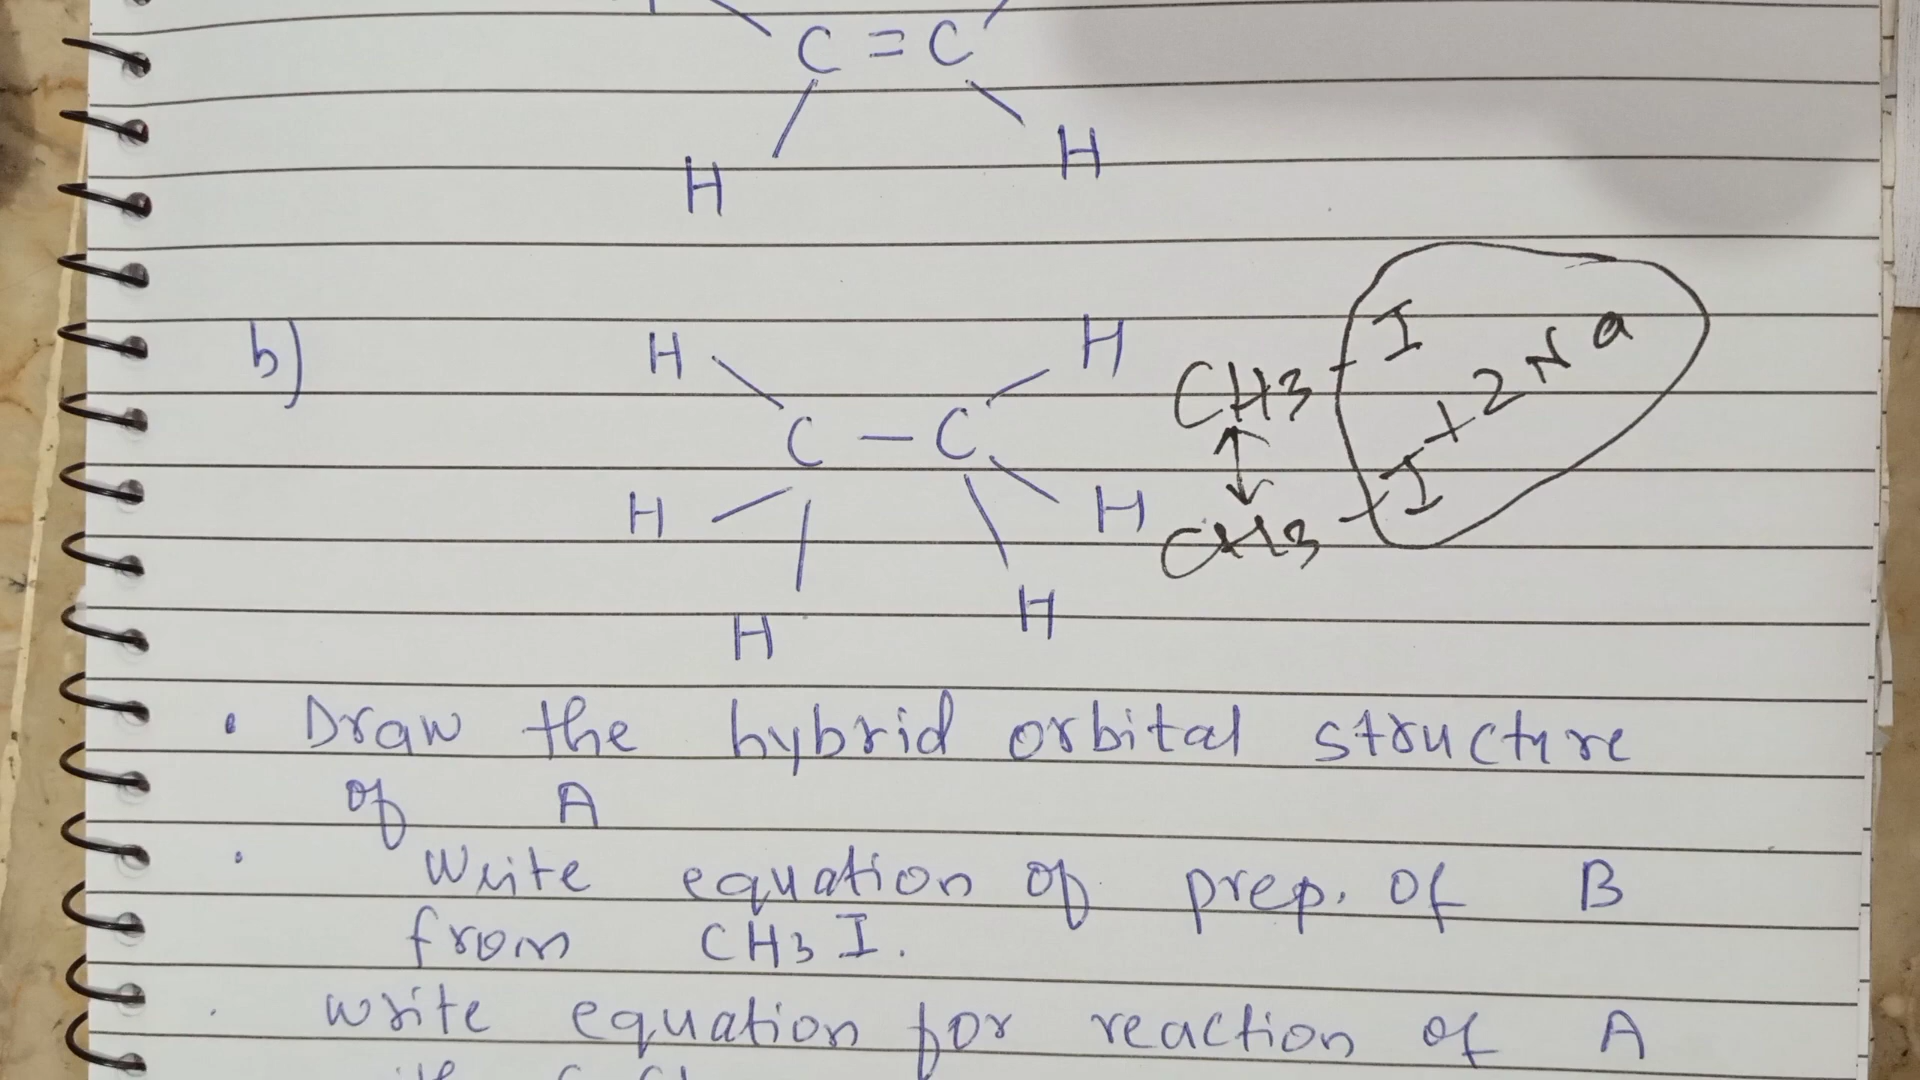 C = C
H H
b) H H
CH3 - I
C - C
+ 2Na
H H
CH3 - I
H H
• Draw the hybrid orbital structure
of A
• Write equation of prep. of B
from CH3 I.
• write equation for reaction of A